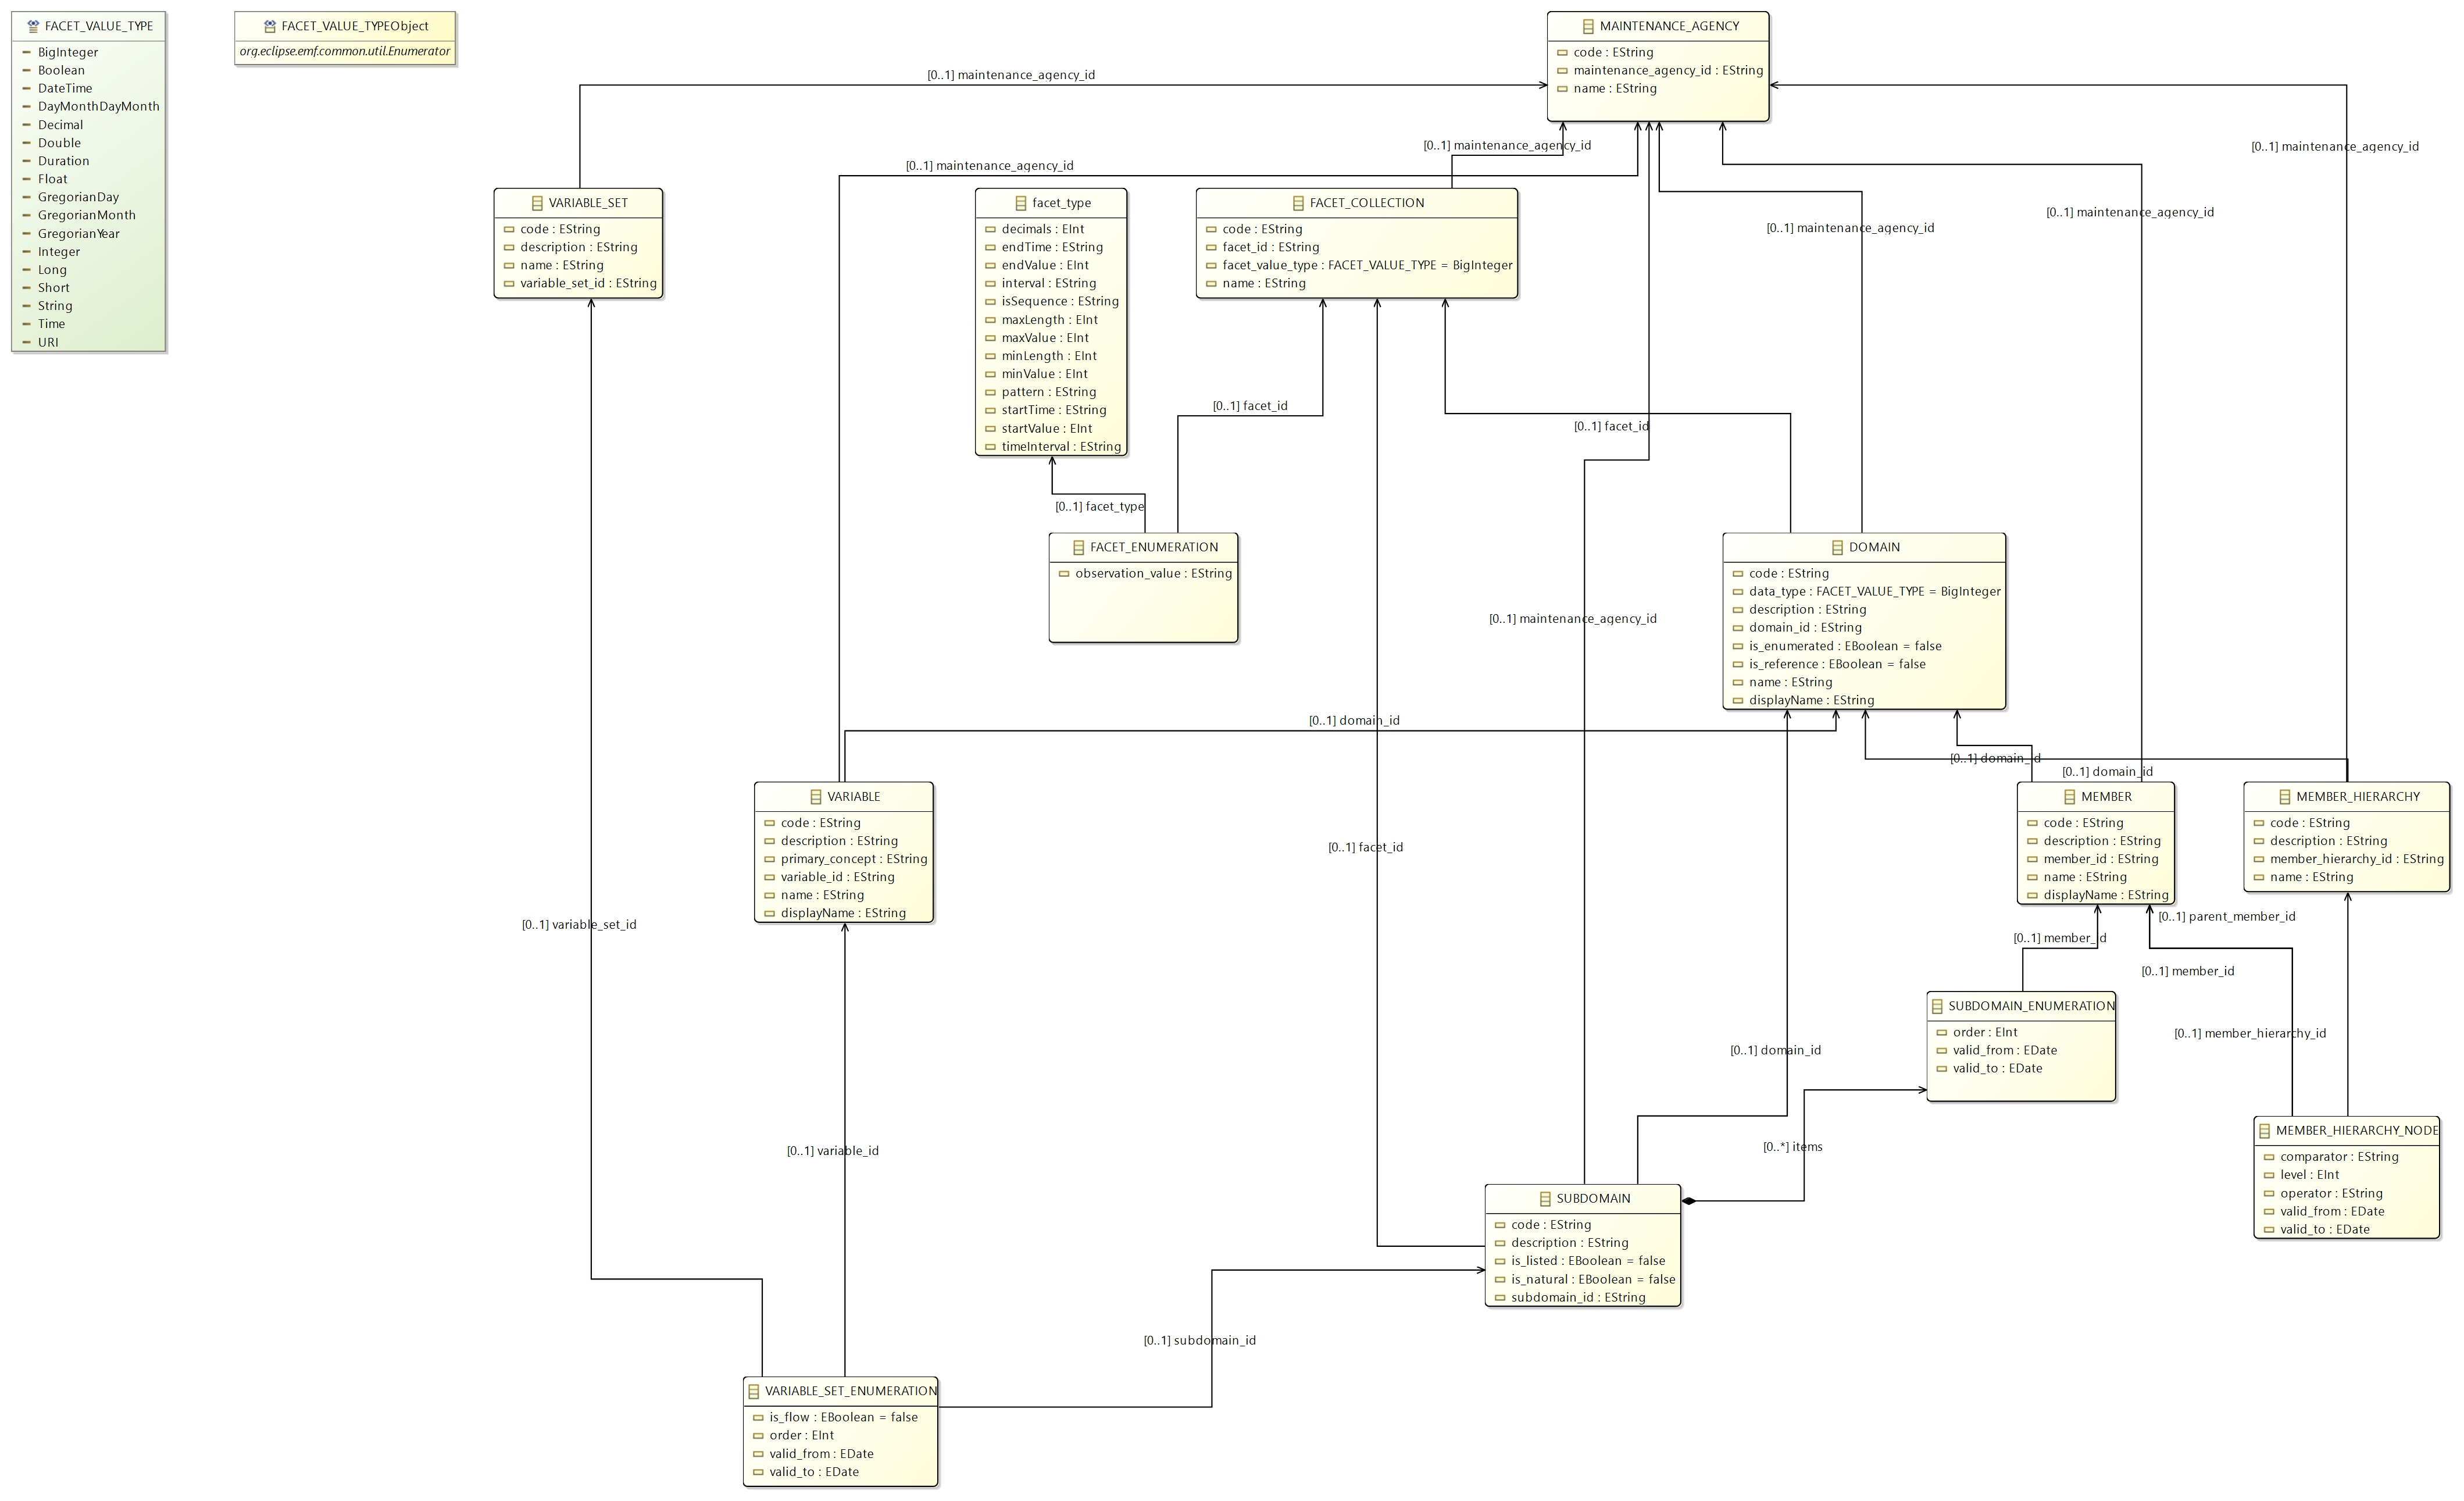 FACET_VALUE_TYPE
BigInteger
Boolean
DateTime
DayMonthDayMonth
Decimal
Double
Duration
Float
GregorianDay
GregorianMonth
GregorianYear
Integer
Long
Short
String
Time
URI
FACET_VALUE_TYPEObject
org.eclipse.emf.common.util.Enumerator
MAINTENANCE_AGENCY
code : EString
maintenance_agency_id : EString
name : EString
[0..1] maintenance_agency_id
[0..1] maintenance_agency_id
[0..1] maintenance_agency_id
[0..1] maintenance_agency_id
[0..1] maintenance_agency_id
[0..1] maintenance_agency_id
VARIABLE_SET
code : EString
description : EString
name : EString
variable_set_id : EString
facet_type
decimals : EInt
endTime : EString
endValue : EInt
interval : EString
isSequence : EString
maxLength : EInt
maxValue : EInt
minLength : EInt
minValue : EInt
pattern : EString
startTime : EString
startValue : EInt
timeInterval : EString
FACET_COLLECTION
code : EString
facet_id : EString
facet_value_type : FACET_VALUE_TYPE = BigInteger
name : EString
[0..1] facet_id
[0..1] facet_id
[0..1] facet_type
FACET_ENUMERATION
observation_value : EString
DOMAIN
code : EString
data_type : FACET_VALUE_TYPE = BigInteger
description : EString
domain_id : EString
is_enumerated : EBoolean = false
is_reference : EBoolean = false
name : EString
displayName : EString
[0..1] maintenance_agency_id
[0..1] domain_id
[0..1] domain_id
[0..1] domain_id
VARIABLE
code : EString
description : EString
primary_concept : EString
variable_id : EString
name : EString
displayName : EString
MEMBER
code : EString
description : EString
member_id : EString
name : EString
displayName : EString
MEMBER_HIERARCHY
code : EString
description : EString
member_hierarchy_id : EString
name : EString
[0..1] facet_id
[0..1] variable_set_id
[0..1] parent_member_id
[0..1] member_id
[0..1] member_id
SUBDOMAIN_ENUMERATION
order : EInt
valid_from : EDate
valid_to : EDate
[0..1] member_hierarchy_id
[0..1] domain_id
[0..1] variable_id
[0..*] items
MEMBER_HIERARCHY_NODE
comparator : EString
level : EInt
operator : EString
valid_from : EDate
valid_to : EDate
SUBDOMAIN
code : EString
description : EString
is_listed : EBoolean = false
is_natural : EBoolean = false
subdomain_id : EString
[0..1] subdomain_id
VARIABLE_SET_ENUMERATION
is_flow : EBoolean = false
order : EInt
valid_from : EDate
valid_to : EDate